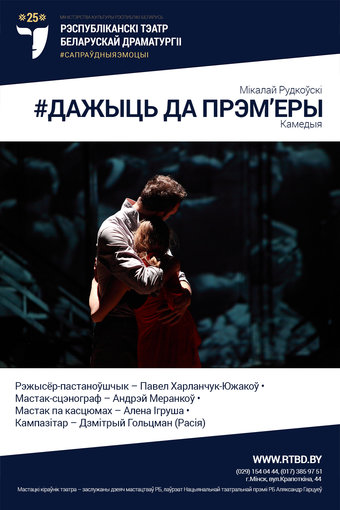 25
МІНІСТЭРСТВА КУЛЬТУРЫ РЭСПУБЛІКІ БЕЛАРУСЬ
РЭСПУБЛІКАНСКІ ТЭАТР
БЕЛАРУСКАЙ ДРАМАТУРГІІ
#САПРАЎДНЫЯЭМОЦЫІ
Мікалай Рудкоўскі
#ДАЖЫЦЬ ДА ПРЭМ’ЕРЫ
Камедыя
Рэжысёр-пастаноўшчык – Павел Харланчук-Южакоў •
Мастак-сцэнограф – Андрэй Меранкоў •
Мастак па касцюмах – Алена Ігруша •
Кампазітар – Дзмітрый Гольцман (Расія)
WWW.RTBD.BY
(029) 154 04 44, (017) 385 97 51
г.Мінск, вул.Крапоткіна, 44
Мастацкі кіраўнік тэатра – заслужаны дзеяч мастацтваў РБ, лаўрэат Нацыянальнай тэатральнай прэміі РБ Аляксандр Гарцуеў